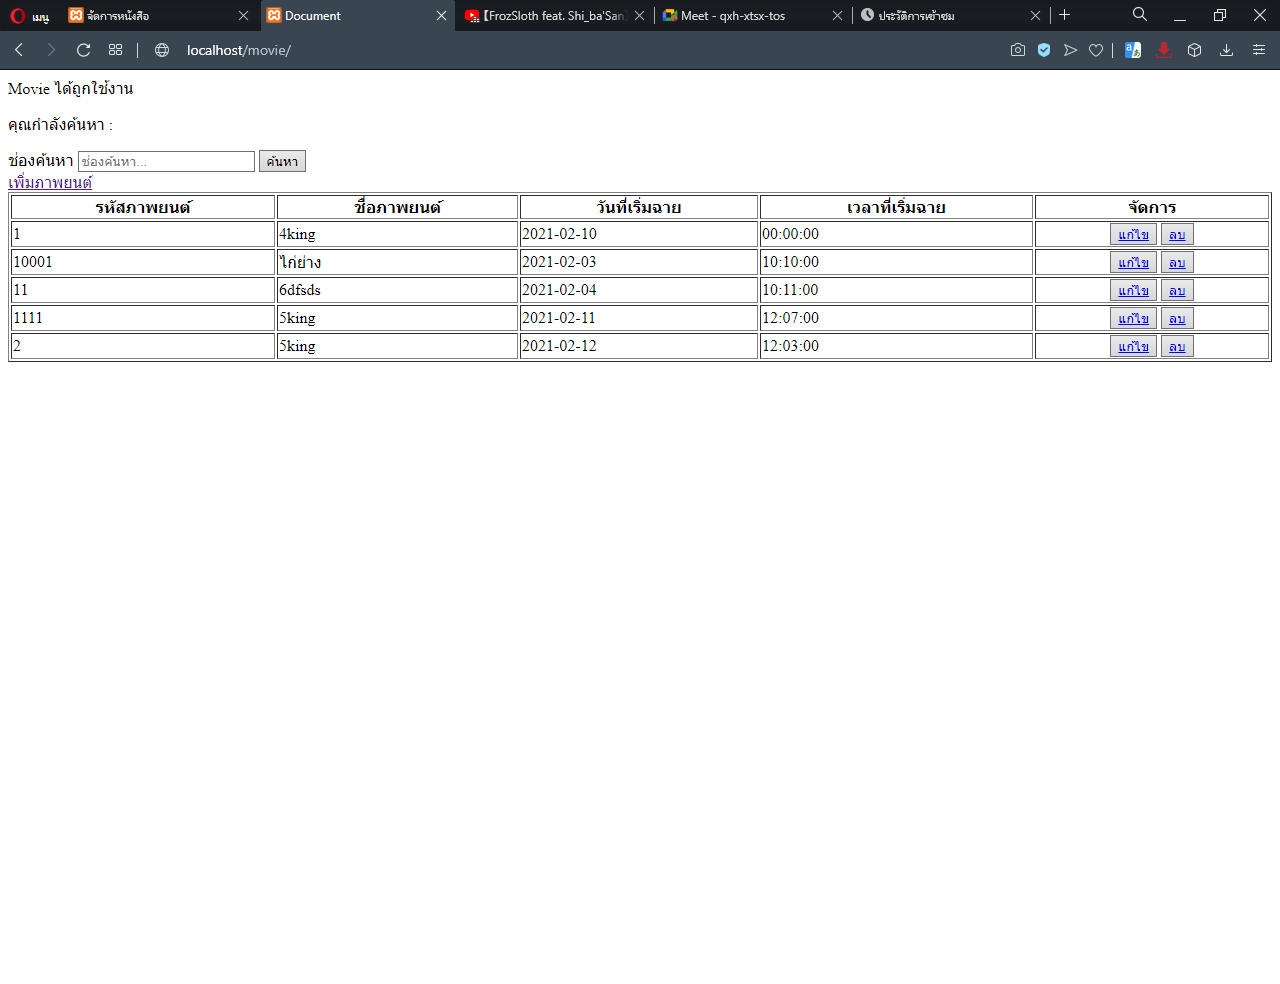 เมนู จัดการหนังสือ Document 【FrozSloth feat. Shi_ba'San Meet - qxh-xtsx-tos ประวัติการเข้าชม
localhost/movie/
Movie ได้ถูกใช้งาน
คุณกำลังค้นหา :
ช่องค้นหา ช่องค้นหา... ค้นหา
เพิ่มภาพยนต์
รหัสภาพยนต์ ชื่อภาพยนต์ วันที่เริ่มฉาย เวลาที่เริ่มฉาย จัดการ
1 4king 2021-02-10 00:00:00 แก้ไข ลบ
10001 ไก่ย่าง 2021-02-03 10:10:00 แก้ไข ลบ
11 6dfsds 2021-02-04 10:11:00 แก้ไข ลบ
1111 5king 2021-02-11 12:07:00 แก้ไข ลบ
2 5king 2021-02-12 12:03:00 แก้ไข ลบ